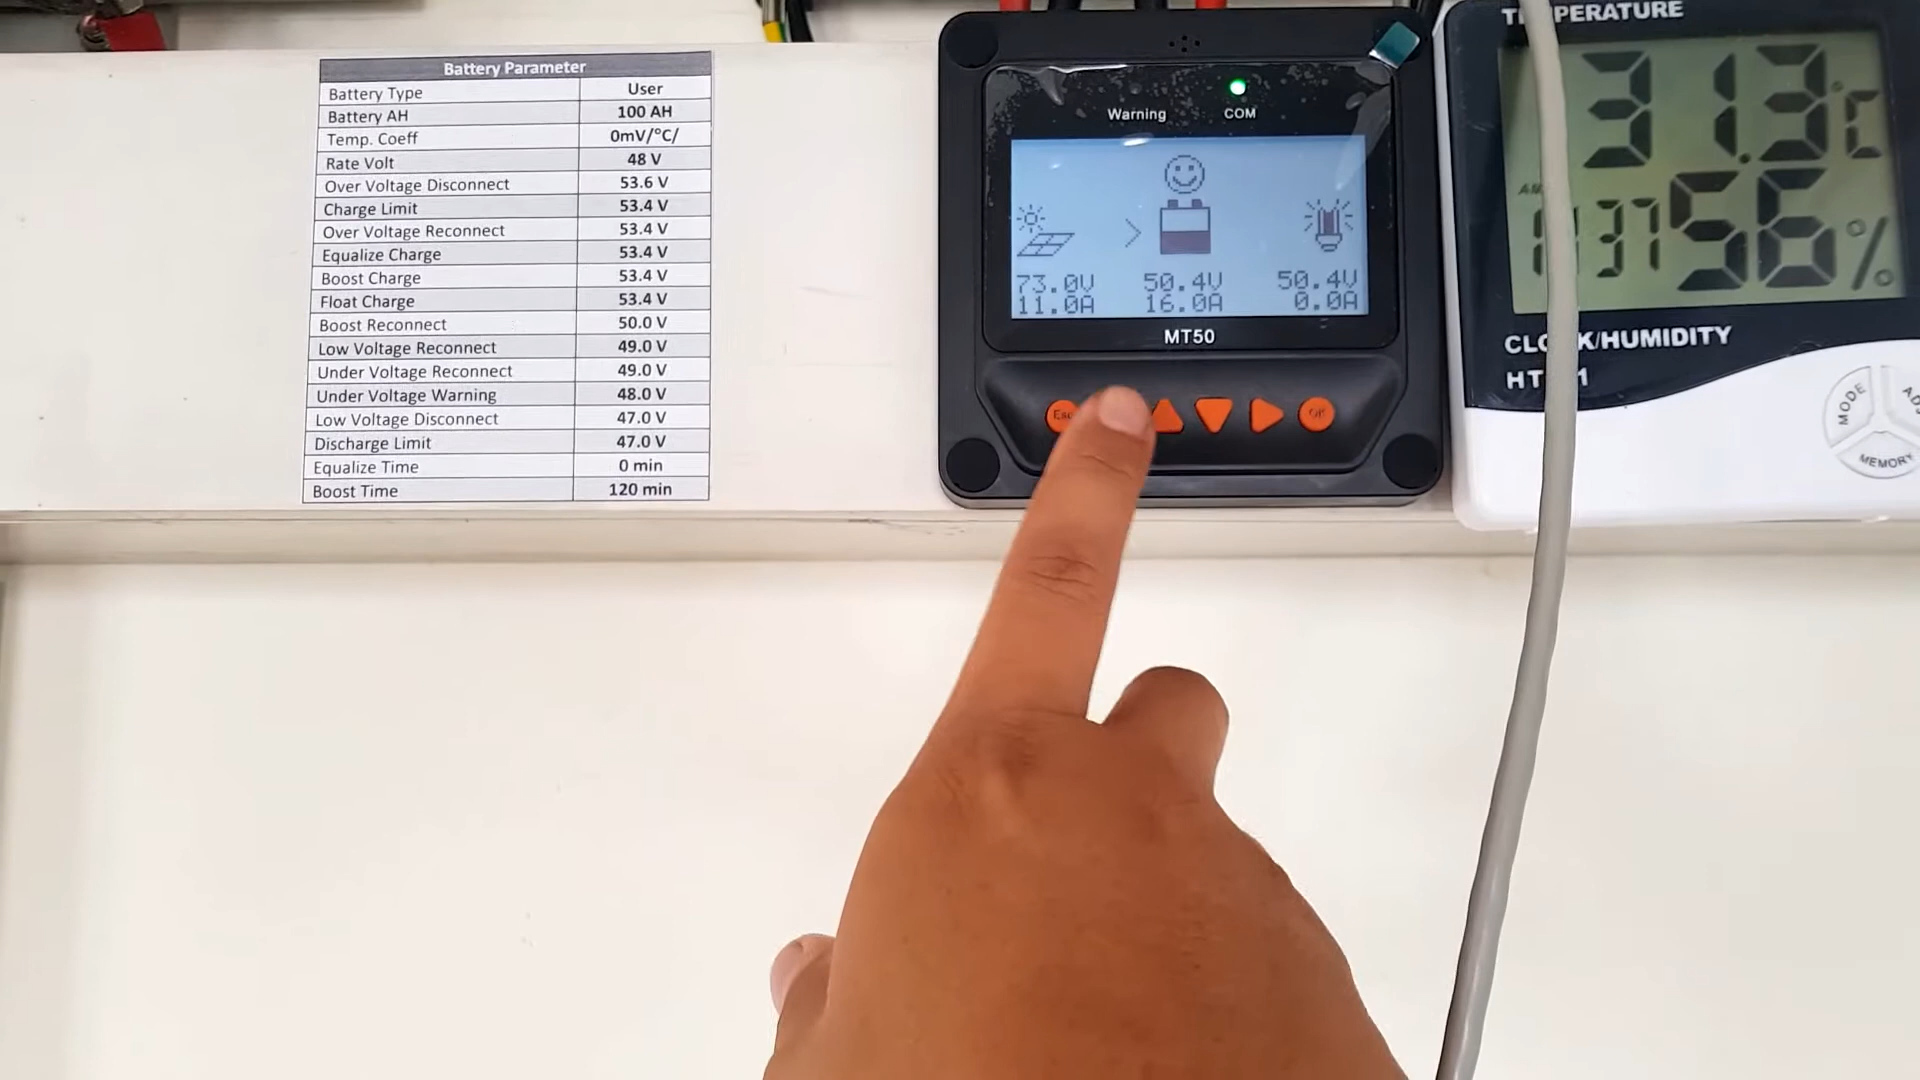 Battery Parameter
Battery Type User
Battery AH 100 AH
Temp. Coeff 0mV/°C/
Rate Volt 48 V
Over Voltage Disconnect 53.6 V
Charge Limit 53.4 V
Over Voltage Reconnect 53.4 V
Equalize Charge 53.4 V
Boost Charge 53.4 V
Float Charge 53.4 V
Boost Reconnect 50.0 V
Low Voltage Reconnect 49.0 V
Under Voltage Reconnect 49.0 V
Under Voltage Warning 48.0 V
Low Voltage Disconnect 47.0 V
Discharge Limit 47.0 V
Equalize Time 0 min
Boost Time 120 min
Warning COM
73.0V 50.4V 50.4V
11.0A 16.0A 0.0A
MT50
Esc OK
31.3°C
56%
/HUMIDITY
MODE
MEMORY